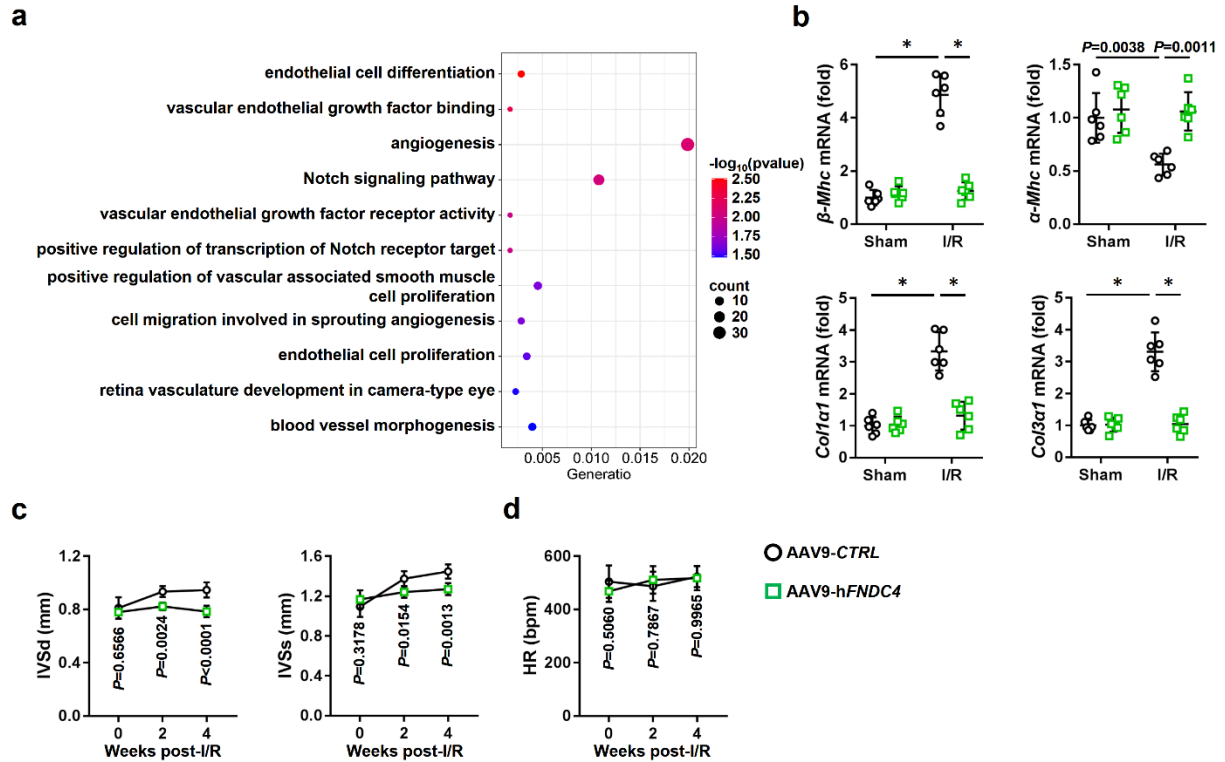 a
endothelial cell differentiation
vascular endothelial growth factor binding
angiogenesis
Notch signaling pathway
vascular endothelial growth factor receptor activity
positive regulation of transcription of Notch receptor target
positive regulation of vascular associated smooth muscle
cell proliferation
cell migration involved in sprouting angiogenesis
endothelial cell proliferation
retina vasculature development in camera-type eye
blood vessel morphogenesis
0.005 0.010 0.015 0.020
Generatio
-log10(pvalue)
2.50
2.25
2.00
1.75
1.50
count
10
20
30
b
β-Mhc mRNA (fold)
6
4
2
0
* *
Sham I/R
α-Mhc mRNA (fold)
1.5
1.0
0.5
0.0
P=0.0038 P=0.0011
Sham I/R
Col1α1 mRNA (fold)
5
4
3
2
1
0
* *
Sham I/R
Col3α1 mRNA (fold)
5
4
3
2
1
0
* *
Sham I/R
c
IVSd (mm)
1.2
0.8
0.4
0.0
P=0.6566
P=0.0024
P<0.0001
0 2 4
Weeks post-I/R
IVSs (mm)
1.6
1.2
0.8
0.4
0.0
P=0.3178
P=0.0154
P=0.0013
0 2 4
Weeks post-I/R
d
HR (bpm)
600
400
200
0
P=0.5060
P=0.7867
P=0.9965
0 2 4
Weeks post-I/R
AAV9-CTRL
AAV9-hFNDC4